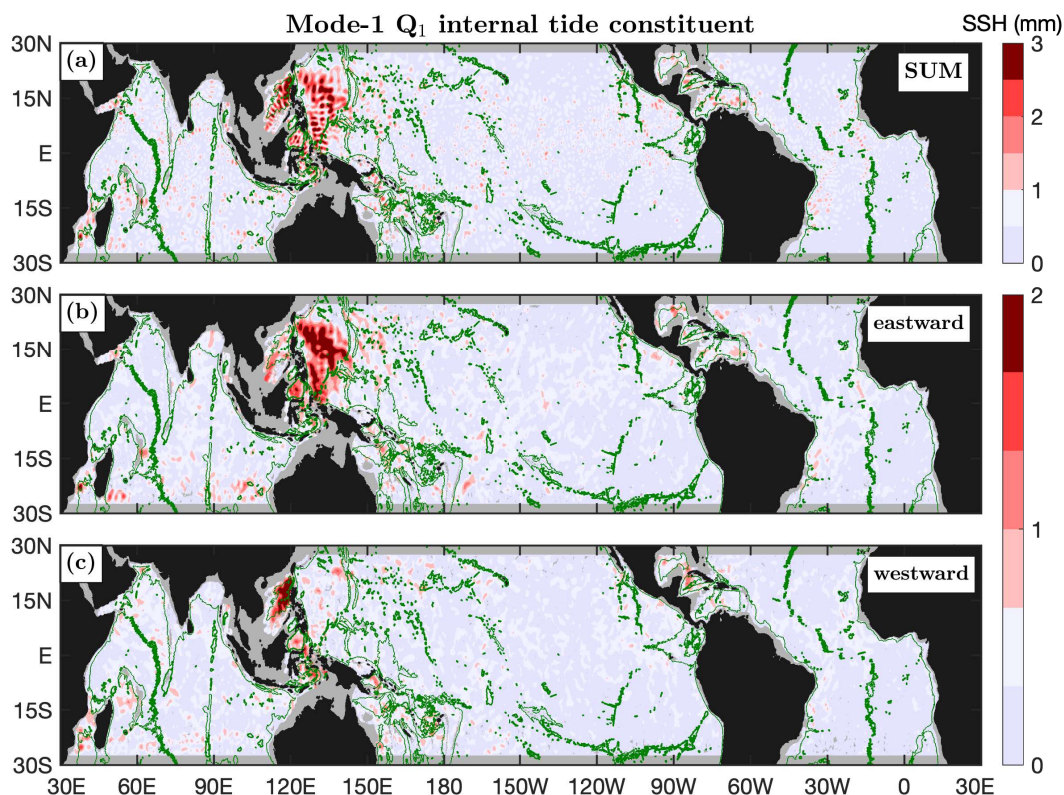 Mode-1 Q₁ internal tide constituent
SSH (mm)
30N
(a)
SUM
3
15N
2
E
1
15S
30S
0
30N
(b)
eastward
2
15N
E
15S
1
30S
30N
(c)
westward
15N
E
15S
30S
0
30E 60E 90E 120E 150E 180E 150W 120W 90W 60W 30W 0 30E